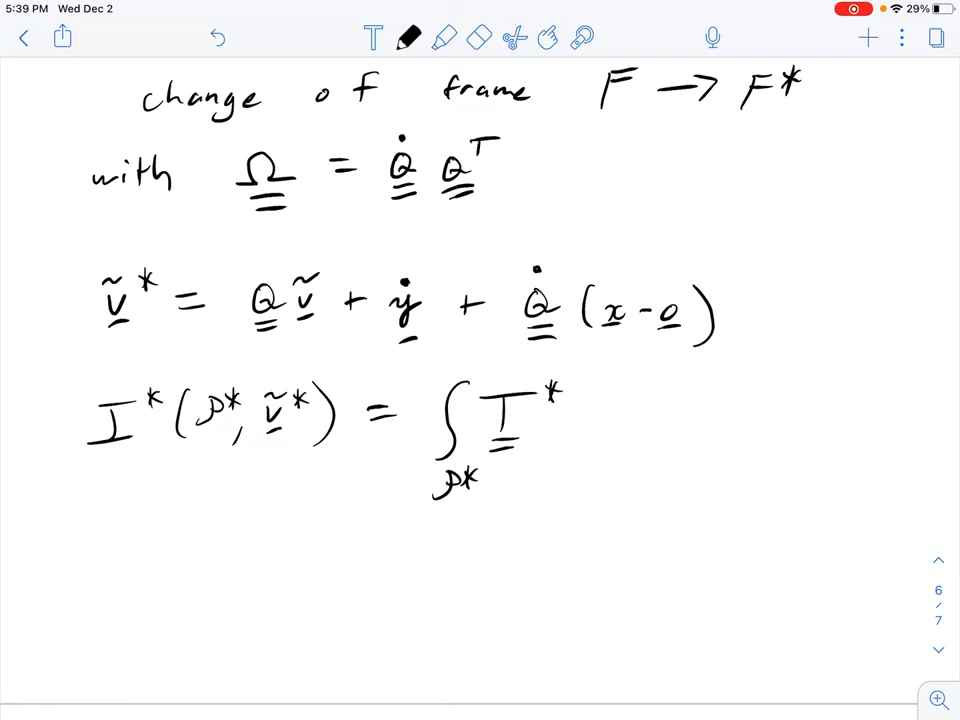 5:39 PM Wed Dec 2 29%
T
change of frame F → F*
with Ω = Q̇ Qᵀ
ṽ* = Q ṽ + ẏ + Q̇ (x - o)
I* (P*, ṽ*) = ∫ T*
P*
6
/
7